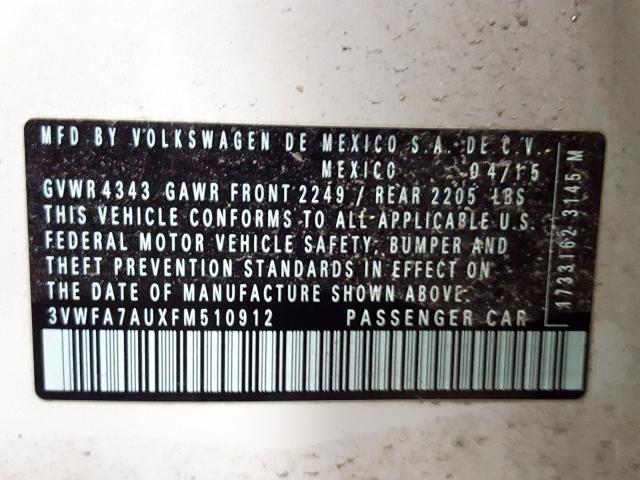 MFD BY VOLKSWAGEN DE MEXICO S.A. DE C.V.
MEXICO 04/15
GVWR 4343 GAWR FRONT 2249 / REAR 2205 LBS
THIS VEHICLE CONFORMS TO ALL APPLICABLE U.S.
FEDERAL MOTOR VEHICLE SAFETY, BUMPER AND
THEFT PREVENTION STANDARDS IN EFFECT ON
THE DATE OF MANUFACTURE SHOWN ABOVE.
3VWFA7AUXFM510912 PASSENGER CAR
1733162 3145 M